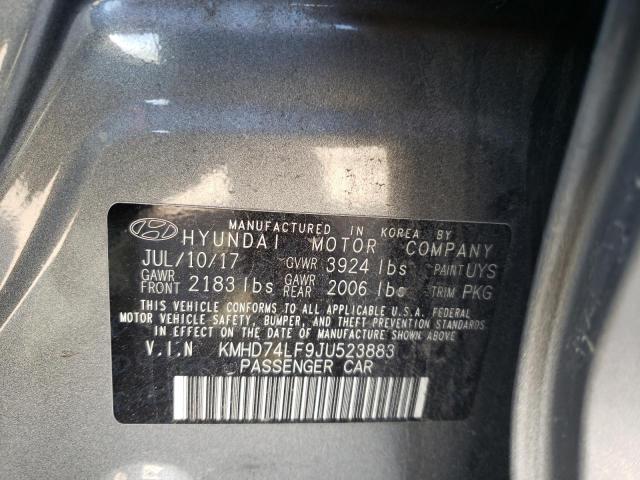 MANUFACTURED IN KOREA BY
HYUNDAI MOTOR COMPANY
JUL/10/17 GVWR 3924 lbs PAINT UYS
GAWR FRONT 2183 lbs GAWR REAR 2006 lbs TRIM PKG
THIS VEHICLE CONFORMS TO ALL APPLICABLE U.S.A. FEDERAL
MOTOR VEHICLE SAFETY, BUMPER, AND THEFT PREVENTION STANDARDS
IN EFFECT ON THE DATE OF MANUFACTURE SHOWN ABOVE
V.I.N KMHD74LF9JU523883
PASSENGER CAR